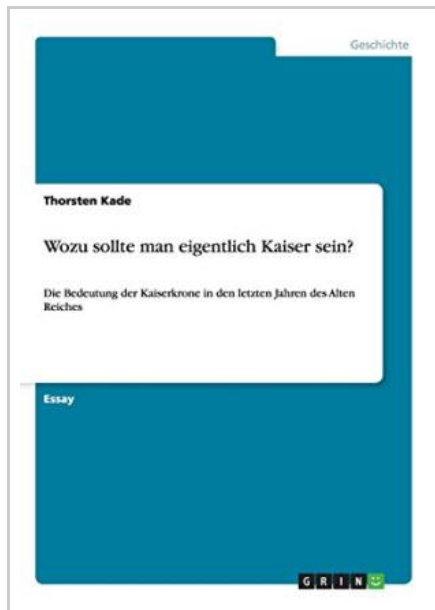 Geschichte
Thorsten Kade
Wozu sollte man eigentlich Kaiser sein?
Die Bedeutung der Kaiserkrone in den letzten Jahren des Alten
Reiches
Essay
GRIN